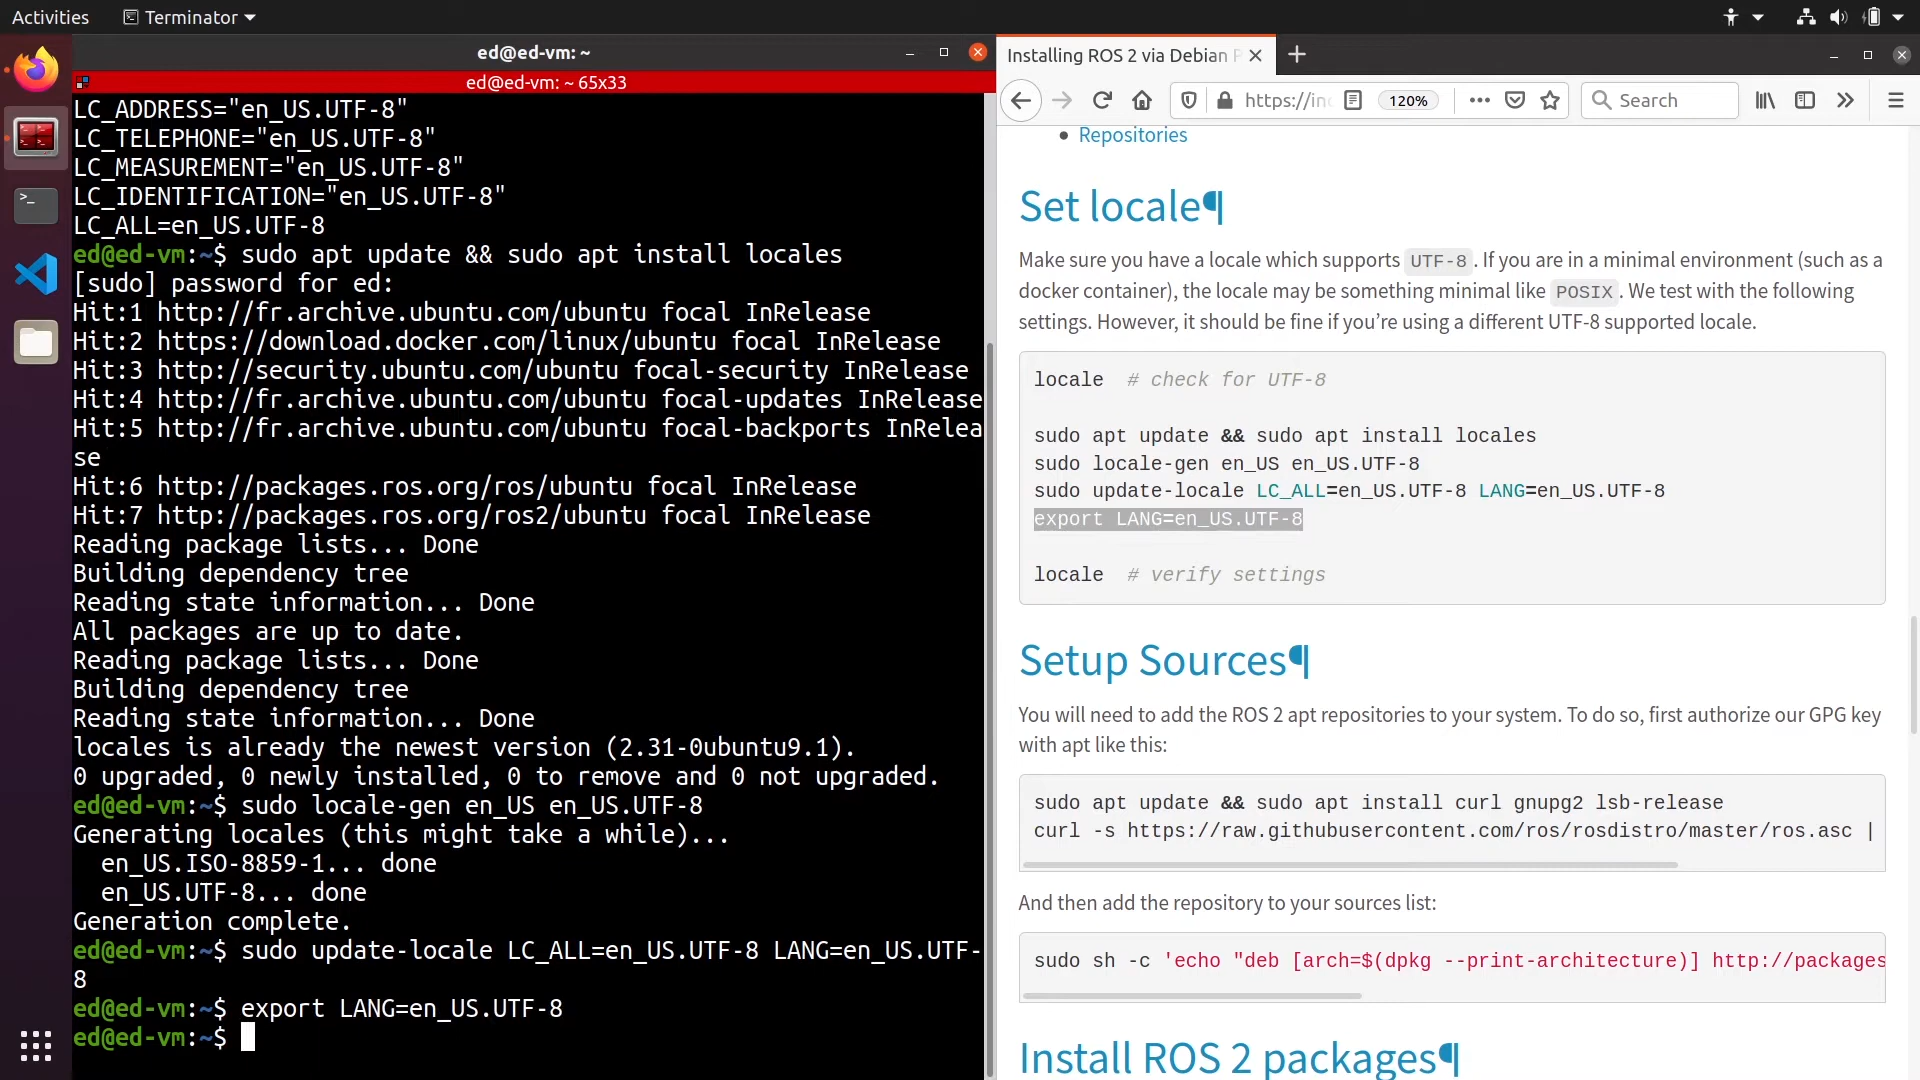 Activities
Terminator
ed@ed-vm: ~
ed@ed-vm: ~ 65x33
LC_ADDRESS="en_US.UTF-8"
LC_TELEPHONE="en_US.UTF-8"
LC_MEASUREMENT="en_US.UTF-8"
LC_IDENTIFICATION="en_US.UTF-8"
LC_ALL=en_US.UTF-8
ed@ed-vm:~$ sudo apt update && sudo apt install locales
[sudo] password for ed:
Hit:1 http://fr.archive.ubuntu.com/ubuntu focal InRelease
Hit:2 https://download.docker.com/linux/ubuntu focal InRelease
Hit:3 http://security.ubuntu.com/ubuntu focal-security InRelease
Hit:4 http://fr.archive.ubuntu.com/ubuntu focal-updates InRelease
Hit:5 http://fr.archive.ubuntu.com/ubuntu focal-backports InRelea
se
Hit:6 http://packages.ros.org/ros/ubuntu focal InRelease
Hit:7 http://packages.ros.org/ros2/ubuntu focal InRelease
Reading package lists... Done
Building dependency tree
Reading state information... Done
All packages are up to date.
Reading package lists... Done
Building dependency tree
Reading state information... Done
locales is already the newest version (2.31-0ubuntu9.1).
0 upgraded, 0 newly installed, 0 to remove and 0 not upgraded.
ed@ed-vm:~$ sudo locale-gen en_US en_US.UTF-8
Generating locales (this might take a while)...
  en_US.ISO-8859-1... done
  en_US.UTF-8... done
Generation complete.
ed@ed-vm:~$ sudo update-locale LC_ALL=en_US.UTF-8 LANG=en_US.UTF-
8
ed@ed-vm:~$ export LANG=en_US.UTF-8
ed@ed-vm:~$
Installing ROS 2 via Debian
https://in
120%
Search
Repositories
Set locale¶
Make sure you have a locale which supports UTF-8. If you are in a minimal environment (such as a
docker container), the locale may be something minimal like POSIX. We test with the following
settings. However, it should be fine if you’re using a different UTF-8 supported locale.
locale  # check for UTF-8
sudo apt update && sudo apt install locales
sudo locale-gen en_US en_US.UTF-8
sudo update-locale LC_ALL=en_US.UTF-8 LANG=en_US.UTF-8
export LANG=en_US.UTF-8
locale  # verify settings
Setup Sources¶
You will need to add the ROS 2 apt repositories to your system. To do so, first authorize our GPG key
with apt like this:
sudo apt update && sudo apt install curl gnupg2 lsb-release
curl -s https://raw.githubusercontent.com/ros/rosdistro/master/ros.asc |
And then add the repository to your sources list:
sudo sh -c 'echo "deb [arch=$(dpkg --print-architecture)] http://packages
Install ROS 2 packages¶